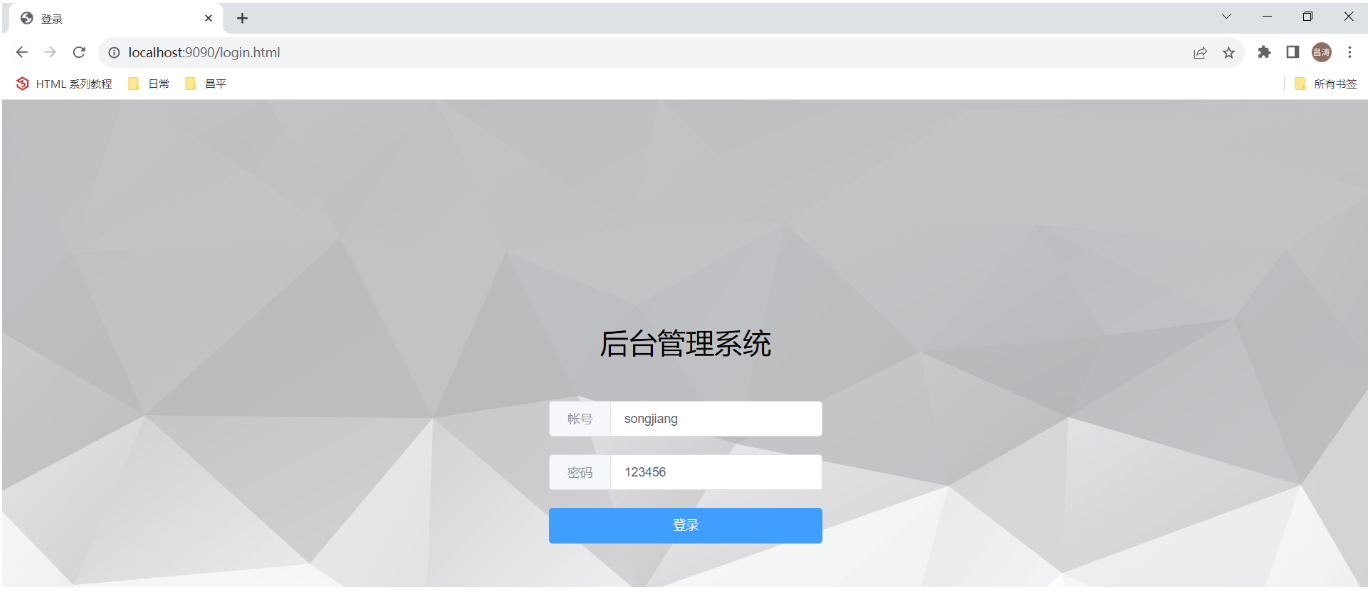 登录
localhost:9090/login.html
昌涛
HTML 系列教程 日常 昌平 所有书签
后台管理系统
帐号 songjiang
密码 123456
登录